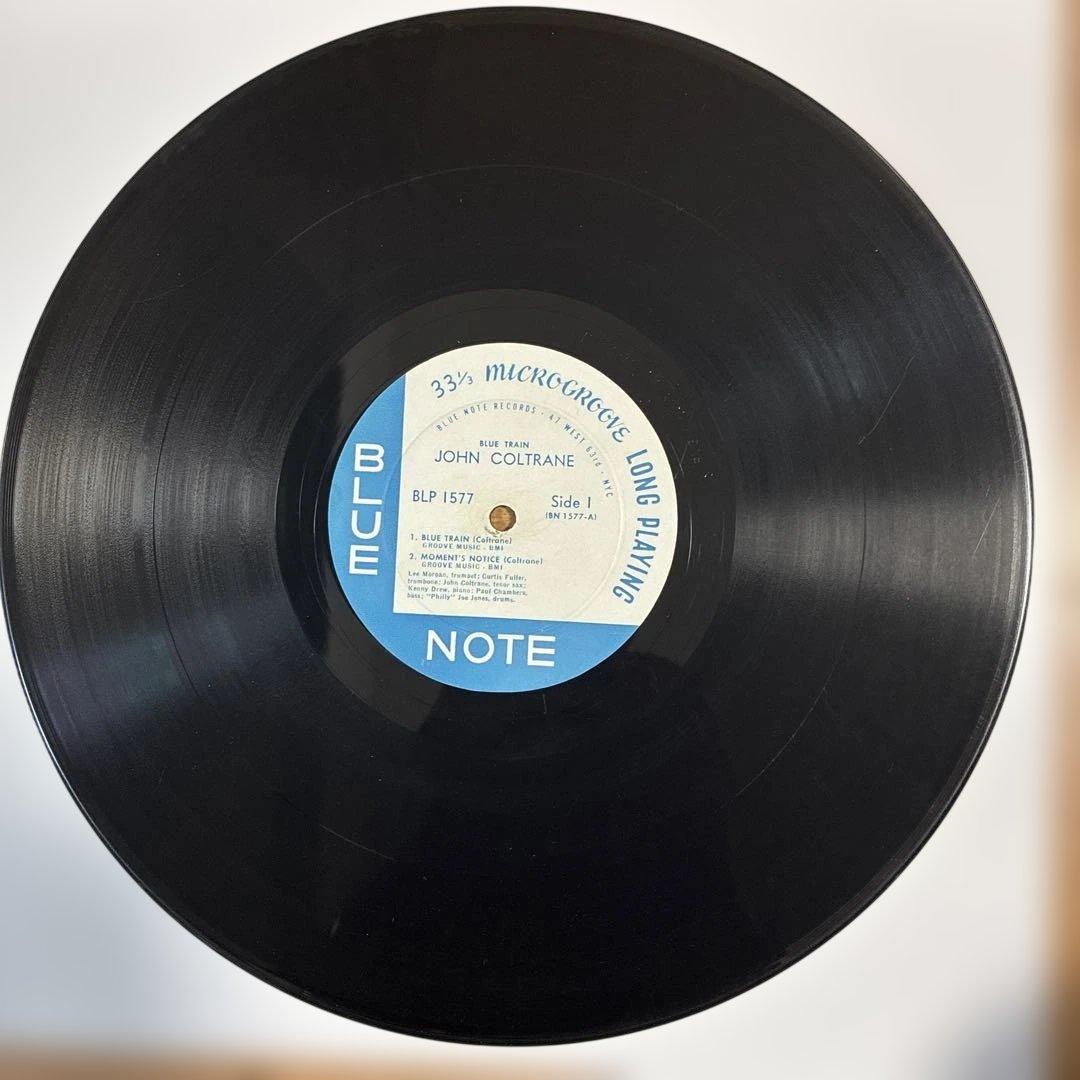 33⅓ MICROGROOVE LONG PLAYING
BLUE NOTE RECORDS · 47 WEST 63rd · NYC
BLUE TRAIN
JOHN COLTRANE
BLP 1577
Side 1
(BN 1577-A)
1. BLUE TRAIN (Coltrane)
GROOVE MUSIC - BMI
2. MOMENT'S NOTICE (Coltrane)
GROOVE MUSIC - BMI
Lee Morgan, trumpet; Curtis Fuller,
trombone; John Coltrane, tenor sax;
Kenny Drew, piano; Paul Chambers,
bass; "Philly" Joe Jones, drums.
BLUE
NOTE